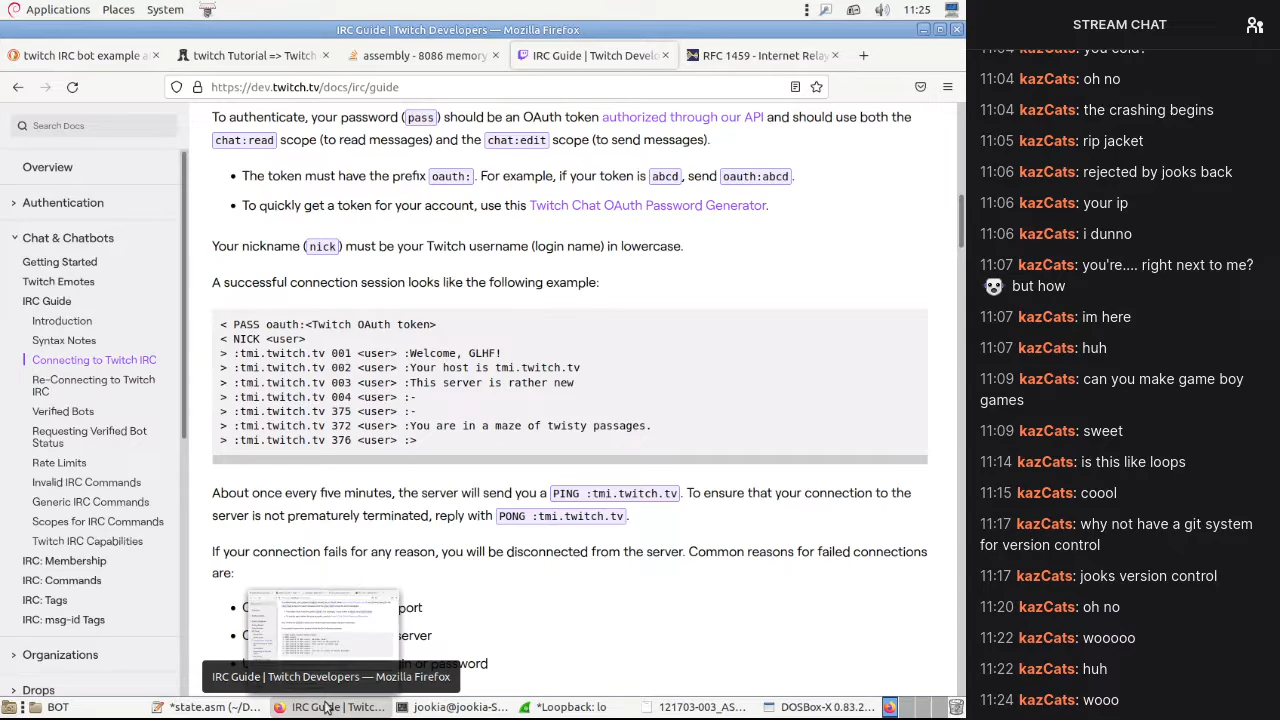 Applications Places System 11:25
IRC Guide | Twitch Developers — Mozilla Firefox
twitch IRC bot example a
twitch Tutorial => Twitch
assembly - 8086 memory
IRC Guide | Twitch Develo
RFC 1459 - Internet Relay
https://dev.twitch.tv/docs/irc/guide
Search Docs
Overview
Authentication
Chat & Chatbots
Getting Started
Twitch Emotes
IRC Guide
Introduction
Syntax Notes
Connecting to Twitch IRC
Re-Connecting to Twitch
IRC
Verified Bots
Requesting Verified Bot
Status
Rate Limits
Invalid IRC Commands
Generic IRC Commands
Scopes for IRC Commands
Twitch IRC Capabilities
IRC: Membership
IRC: Commands
IRC: Tags
IRC: msg-id Tags
Organizations
Drops
To authenticate, your password (pass) should be an OAuth token authorized through our API and should use both the
chat:read scope (to read messages) and the chat:edit scope (to send messages).
• The token must have the prefix oauth:. For example, if your token is abcd, send oauth:abcd.
• To quickly get a token for your account, use this Twitch Chat OAuth Password Generator.
Your nickname (nick) must be your Twitch username (login name) in lowercase.
A successful connection session looks like the following example:
< PASS oauth:<Twitch OAuth token>
< NICK <user>
> :tmi.twitch.tv 001 <user> :Welcome, GLHF!
> :tmi.twitch.tv 002 <user> :Your host is tmi.twitch.tv
> :tmi.twitch.tv 003 <user> :This server is rather new
> :tmi.twitch.tv 004 <user> :-
> :tmi.twitch.tv 375 <user> :-
> :tmi.twitch.tv 372 <user> :You are in a maze of twisty passages.
> :tmi.twitch.tv 376 <user> :>
About once every five minutes, the server will send you a PING :tmi.twitch.tv. To ensure that your connection to the
server is not prematurely terminated, reply with PONG :tmi.twitch.tv.
If your connection fails for any reason, you will be disconnected from the server. Common reasons for failed connections
are:
port
server
or password
IRC Guide | Twitch Developers — Mozilla Firefox
BOT
*state.asm (~/D...
jookia@jookia-S...
*Loopback: lo
121703-003_AS...
DOSBox-X 0.83.2...
STREAM CHAT
11:04 kazCats: you cold?
11:04 kazCats: oh no
11:04 kazCats: the crashing begins
11:05 kazCats: rip jacket
11:06 kazCats: rejected by jooks back
11:06 kazCats: your ip
11:06 kazCats: i dunno
11:07 kazCats: you're.... right next to me?
but how
11:07 kazCats: im here
11:07 kazCats: huh
11:09 kazCats: can you make game boy
games
11:09 kazCats: sweet
11:14 kazCats: is this like loops
11:15 kazCats: coool
11:17 kazCats: why not have a git system
for version control
11:17 kazCats: jooks version control
11:20 kazCats: oh no
11:22 kazCats: wooooo
11:22 kazCats: huh
11:24 kazCats: wooo